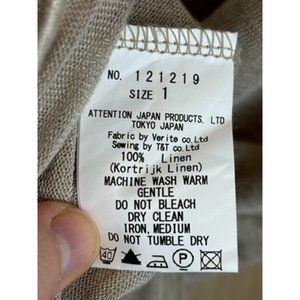 NO. 121219
SIZE 1
ATTENTION JAPAN PRODUCTS. LTD
TOKYO JAPAN
Fabric by Verite co Ltd
Sewing by T&T co. Ltd
100% Linen
(Kortrijk Linen)
MACHINE WASH WARM
GENTLE
DO NOT BLEACH
DRY CLEAN
IRON, MEDIUM
DO NOT TUMBLE DRY
40 P